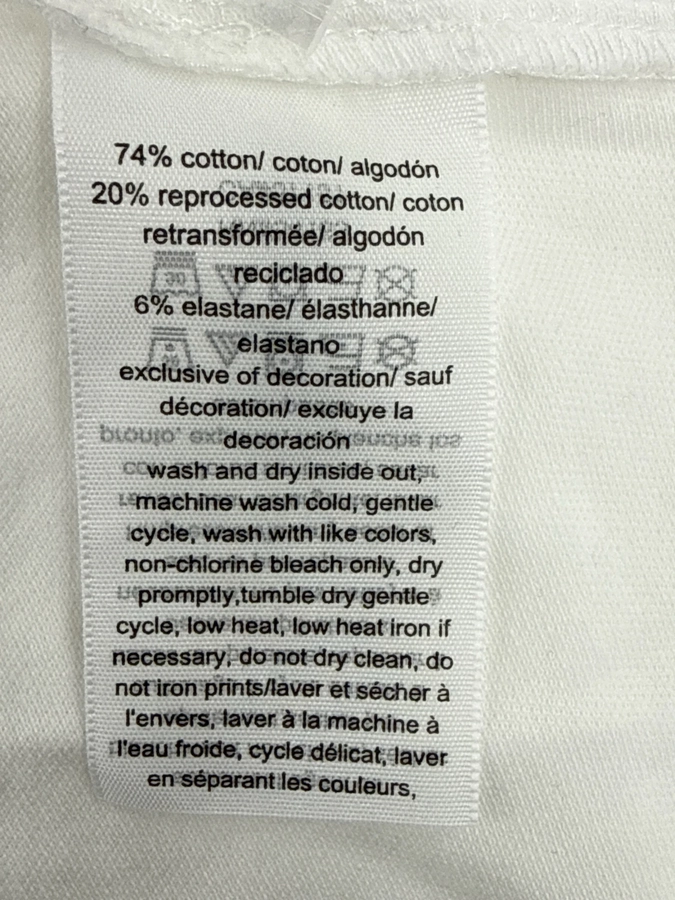 74% cotton/ coton/ algodón
20% reprocessed cotton/ coton
retransformée/ algodón
reciclado
6% elastane/ élasthanne/
elastano
exclusive of decoration/ sauf
décoration/ excluye la
decoración
wash and dry inside out,
machine wash cold, gentle
cycle, wash with like colors,
non-chlorine bleach only, dry
promptly,tumble dry gentle
cycle, low heat, low heat iron if
necessary, do not dry clean, do
not iron prints/laver et sécher à
l'envers, laver à la machine à
l'eau froide, cycle délicat, laver
en séparant les couleurs,